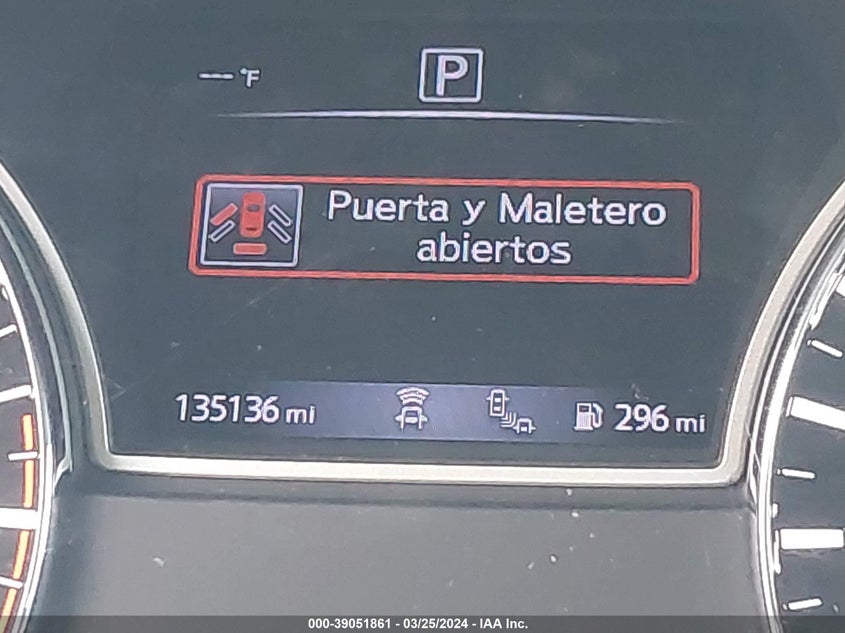 --- °F
P
Puerta y Maletero
abiertos
135136 mi
296 mi
000-39051861 - 03/25/2024 - IAA Inc.